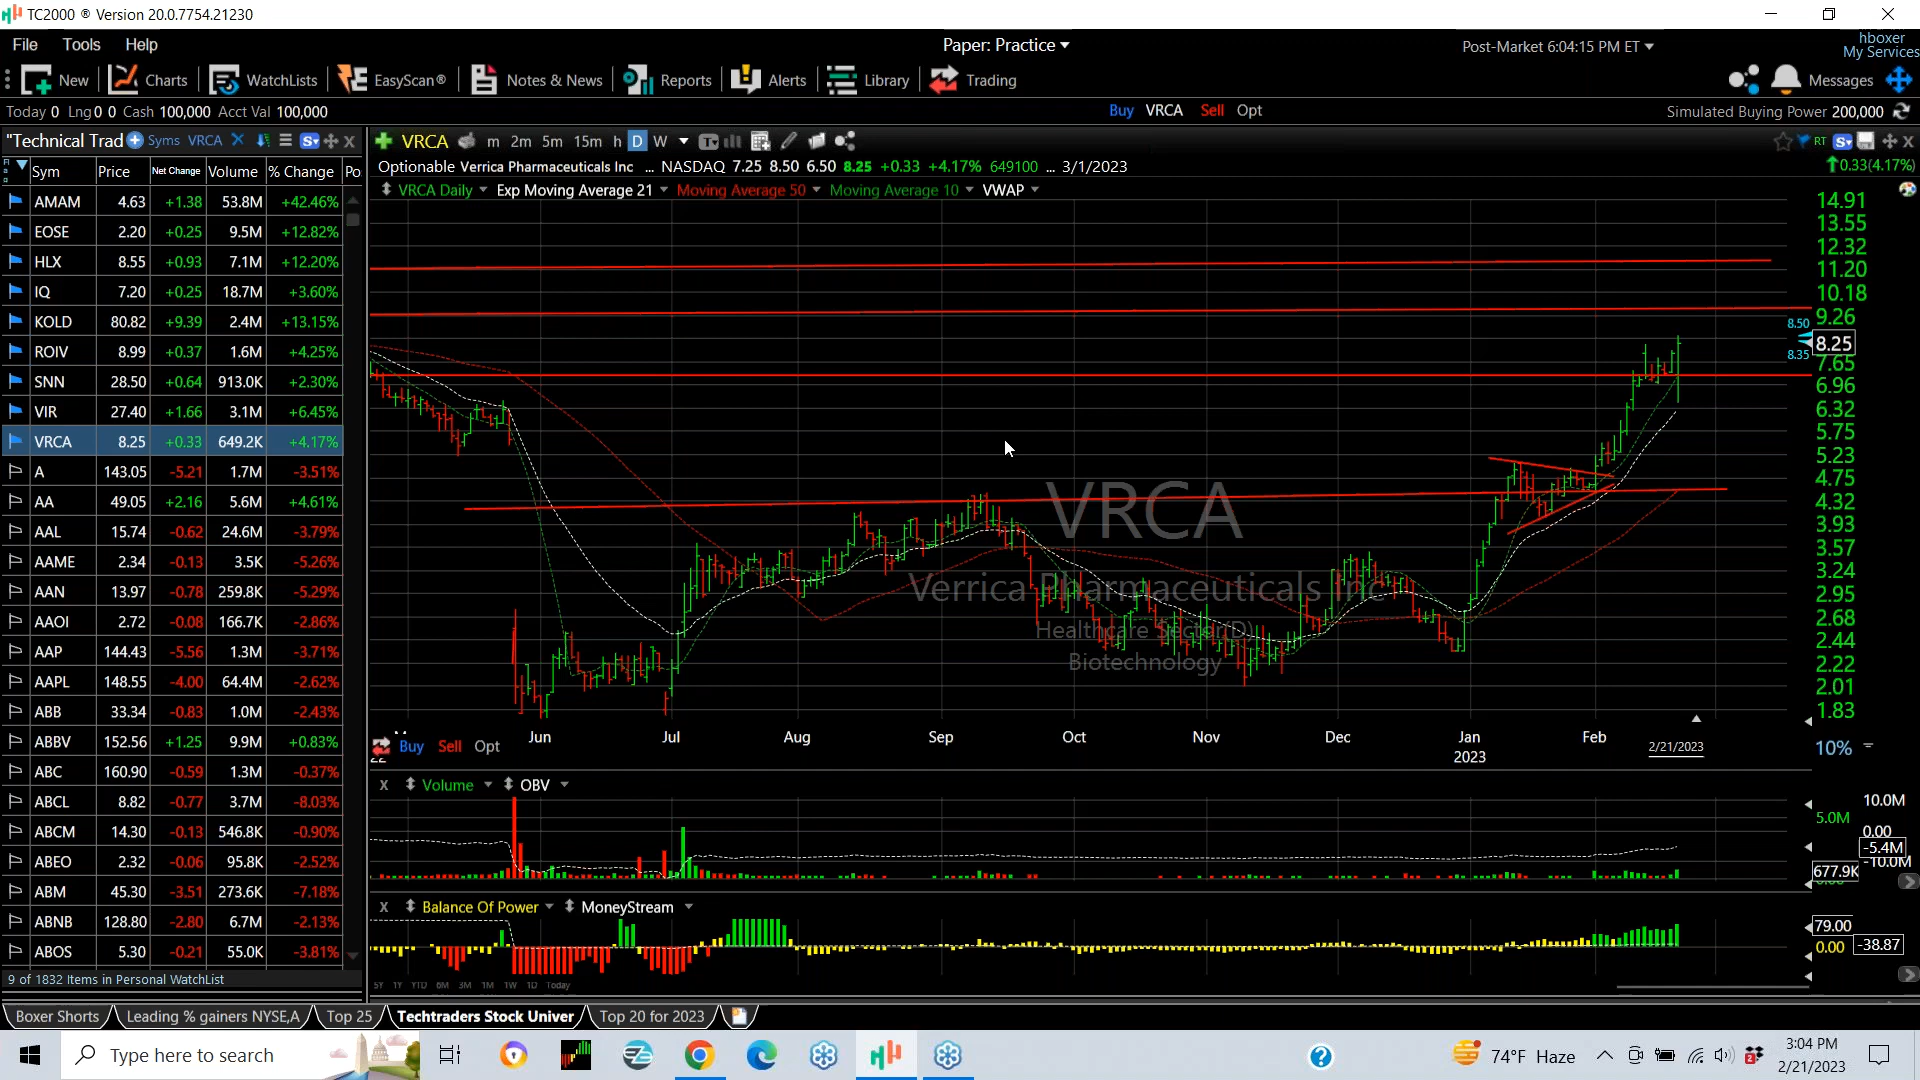 TC2000 ® Version 20.0.7754.21230
File Tools Help Paper: Practice Post-Market 6:04:15 PM ET hboxer
My Services
New Charts WatchLists EasyScan® Notes & News Reports Alerts Library Trading Messages
Today 0 Lng 0 0 Cash 100,000 Acct Val 100,000 Buy VRCA Sell Opt Simulated Buying Power 200,000
"Technical Trad Syms VRCA
Sym Price Net Change Volume % Change Po
AMAM 4.63 +1.38 53.8M +42.46%
EOSE 2.20 +0.25 9.5M +12.82%
HLX 8.55 +0.93 7.1M +12.20%
IQ 7.20 +0.25 18.7M +3.60%
KOLD 80.82 +9.39 2.4M +13.15%
ROIV 8.99 +0.37 1.6M +4.25%
SNN 28.50 +0.64 913.0K +2.30%
VIR 27.40 +1.66 3.1M +6.45%
VRCA 8.25 +0.33 649.2K +4.17%
A 143.05 -5.21 1.7M -3.51%
AA 49.05 +2.16 5.6M +4.61%
AAL 15.74 -0.62 24.6M -3.79%
AAME 2.34 -0.13 3.5K -5.26%
AAN 13.97 -0.78 259.8K -5.29%
AAOI 2.72 -0.08 166.7K -2.86%
AAP 144.43 -5.56 1.3M -3.71%
AAPL 148.55 -4.00 64.4M -2.62%
ABB 33.34 -0.83 1.0M -2.43%
ABBV 152.56 +1.25 9.9M +0.83%
ABC 160.90 -0.59 1.3M -0.37%
ABCL 8.82 -0.77 3.7M -8.03%
ABCM 14.30 -0.13 546.8K -0.90%
ABEO 2.32 -0.06 95.8K -2.52%
ABM 45.30 -3.51 273.6K -7.18%
ABNB 128.80 -2.80 6.7M -2.13%
ABOS 5.30 -0.21 55.0K -3.81%
9 of 1832 Items in Personal WatchList
VRCA m 2m 5m 15m h D W RT
Optionable Verrica Pharmaceuticals Inc ... NASDAQ 7.25 8.50 6.50 8.25 +0.33 +4.17% 649100 ... 3/1/2023 0.33(4.17%)
VRCA Daily Exp Moving Average 21 Moving Average 50 Moving Average 10 VWAP
14.91
13.55
12.32
11.20
10.18
9.26
8.50
8.25
8.35
7.65
6.96
6.32
5.75
5.23
4.75
4.32
3.93
3.57
3.24
2.95
2.68
2.44
2.22
2.01
1.83
VRCA
Verrica Pharmaceuticals Inc
Healthcare Sector(D)
Biotechnology
Jun Jul Aug Sep Oct Nov Dec Jan Feb
2023 2/21/2023 10%
Buy Sell Opt
Volume OBV
10.0M
5.0M
0.00
-5.4M
-10.0M
677.9K
Balance Of Power MoneyStream
79.00
0.00 -38.87
5Y 1Y YTD 6M 3M 1M 1W 1D Today
Boxer Shorts Leading % gainers NYSE,A Top 25 Techtraders Stock Univer Top 20 for 2023
Type here to search 74°F Haze 3:04 PM
2/21/2023